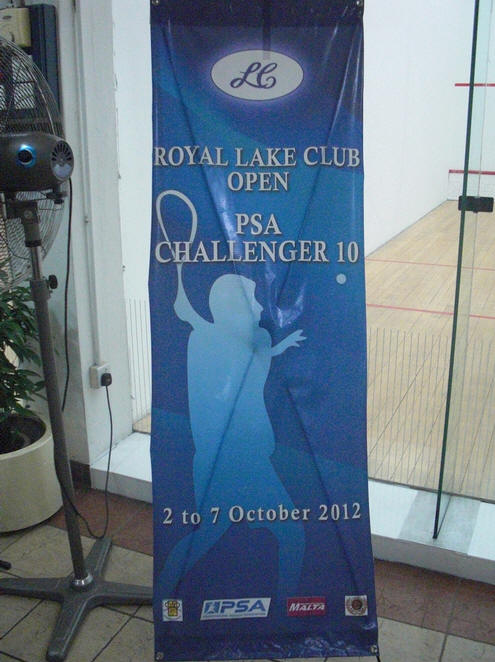 LC
ROYAL LAKE CLUB
OPEN
PSA
CHALLENGER 10
2 to 7 October 2012
PSA
MALTA